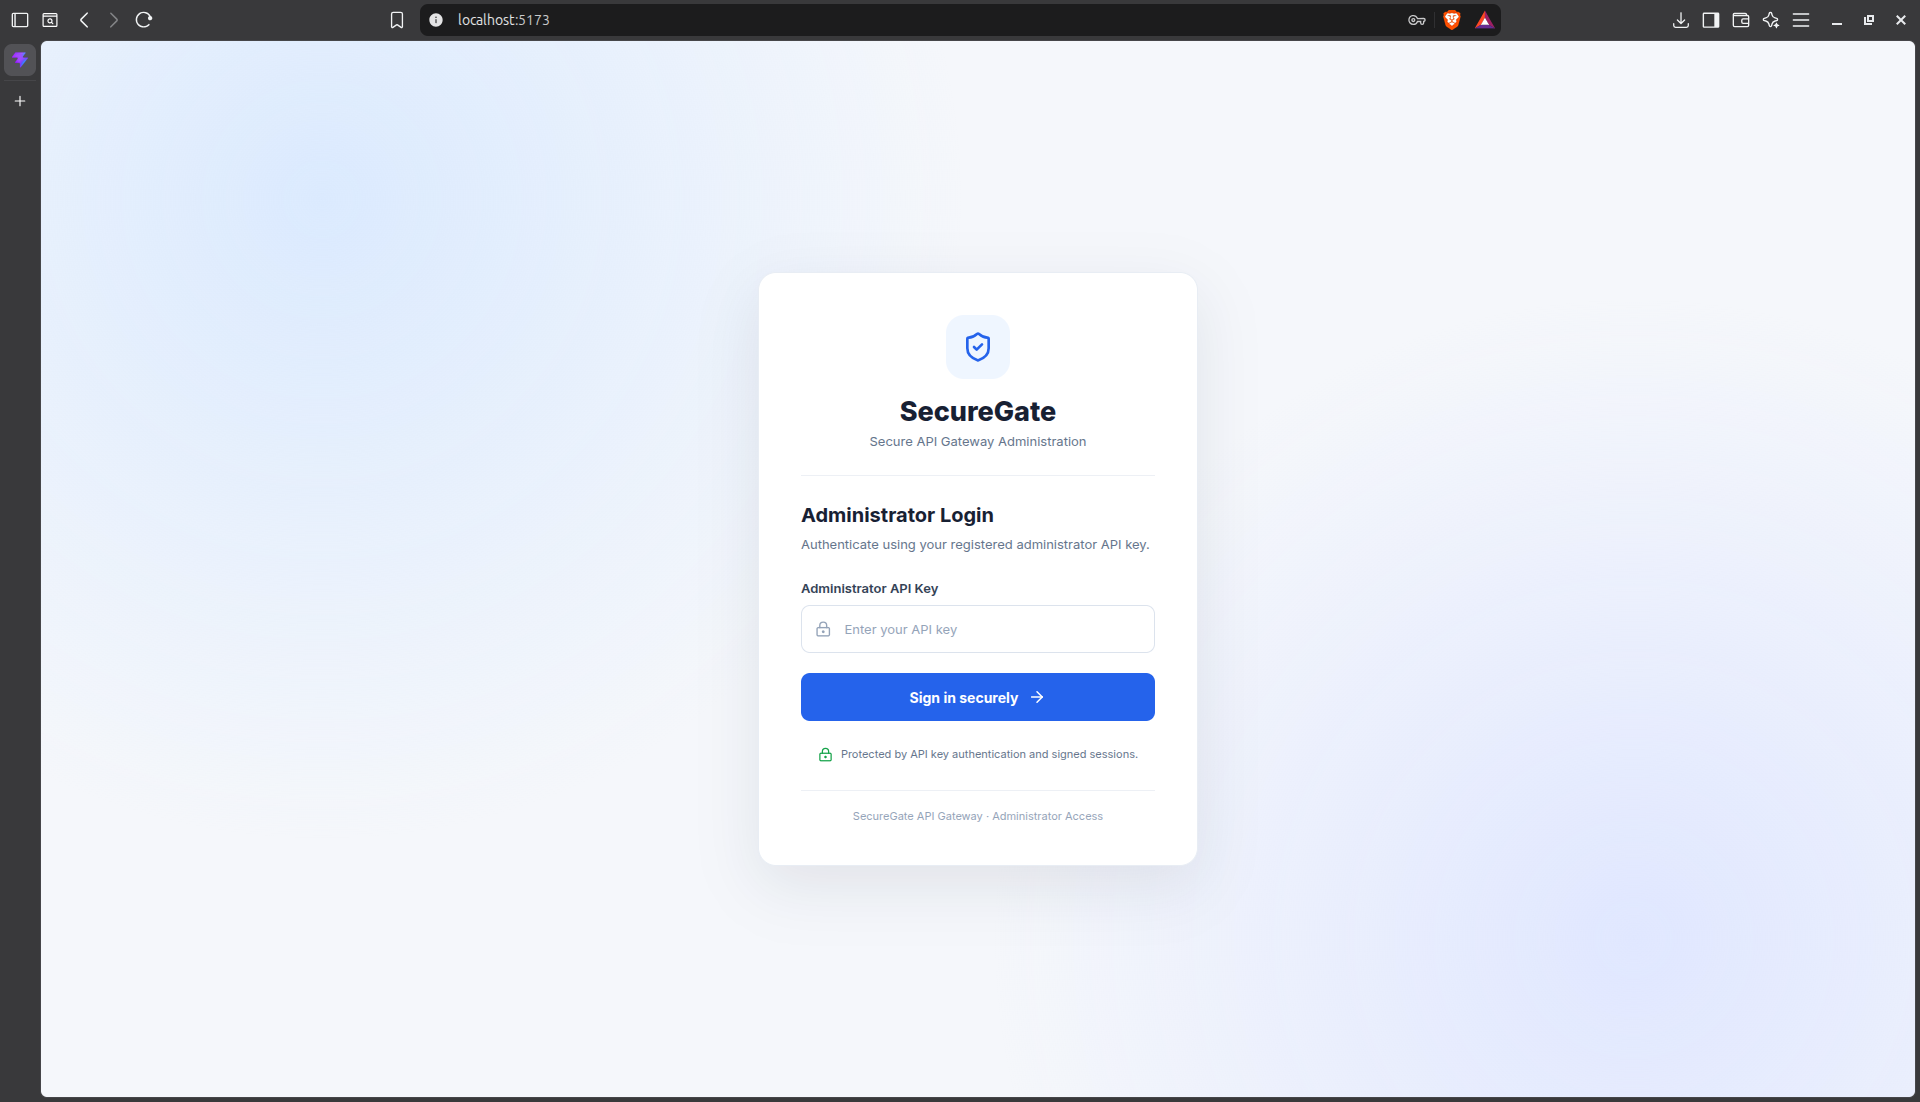 localhost:5173
SecureGate
Secure API Gateway Administration
Administrator Login
Authenticate using your registered administrator API key.
Administrator API Key
Enter your API key
Sign in securely
Protected by API key authentication and signed sessions.
SecureGate API Gateway · Administrator Access